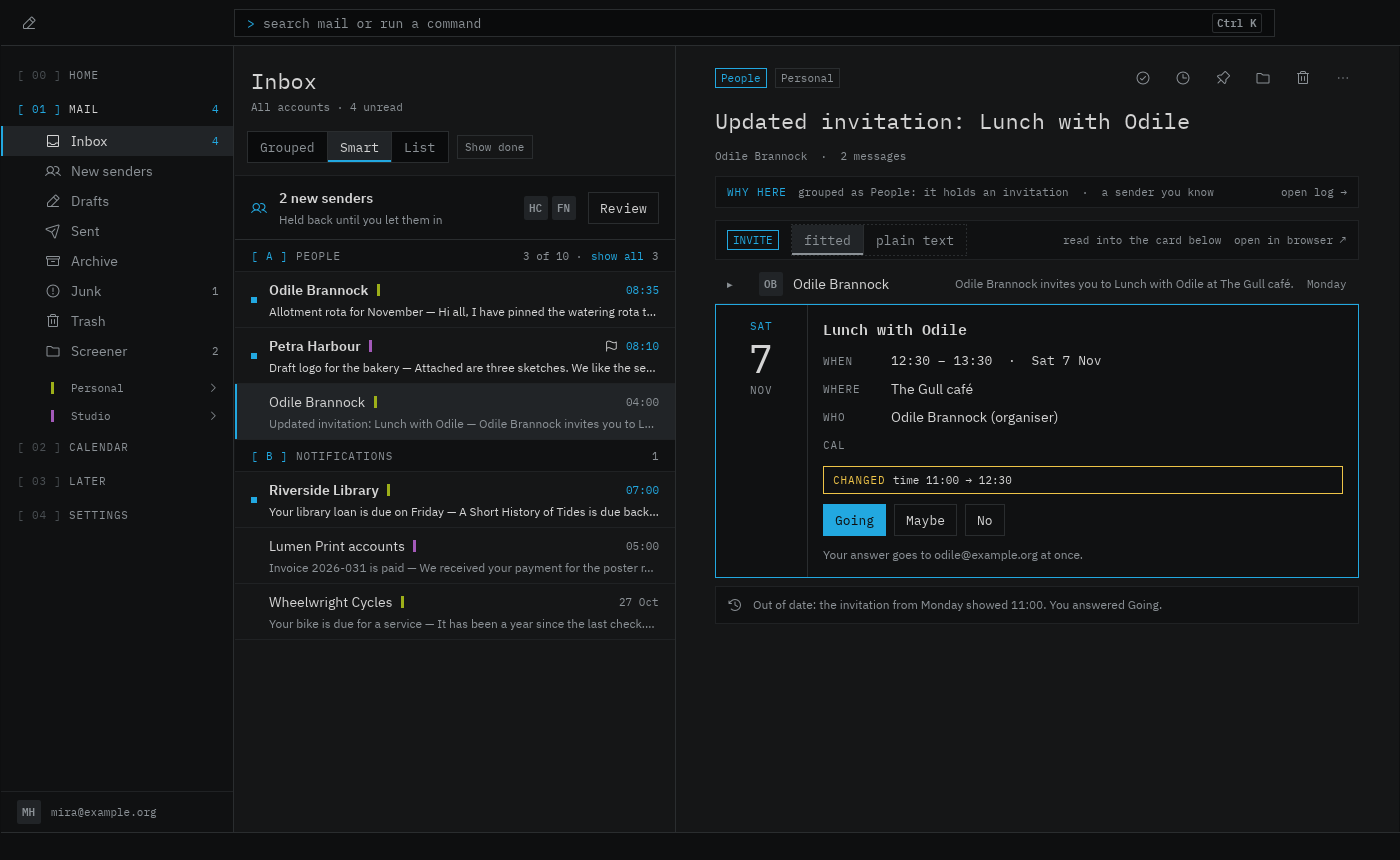 > search mail or run a command
Ctrl K
[ 00 ] HOME
[ 01 ] MAIL 4
Inbox 4
New senders
Drafts
Sent
Archive
Junk 1
Trash
Screener 2
Personal
Studio
[ 02 ] CALENDAR
[ 03 ] LATER
[ 04 ] SETTINGS
MH mira@example.org
Inbox
All accounts · 4 unread
Grouped Smart List Show done
2 new senders
Held back until you let them in
HC FN Review
[ A ] PEOPLE 3 of 10 · show all 3
Odile Brannock 08:35
Allotment rota for November — Hi all, I have pinned the watering rota t…
Petra Harbour 08:10
Draft logo for the bakery — Attached are three sketches. We like the se…
Odile Brannock 04:00
Updated invitation: Lunch with Odile — Odile Brannock invites you to L…
[ B ] NOTIFICATIONS 1
Riverside Library 07:00
Your library loan is due on Friday — A Short History of Tides is due back…
Lumen Print accounts 05:00
Invoice 2026-031 is paid — We received your payment for the poster r…
Wheelwright Cycles 27 Oct
Your bike is due for a service — It has been a year since the last check.…
People Personal
Updated invitation: Lunch with Odile
Odile Brannock · 2 messages
WHY HERE grouped as People: it holds an invitation · a sender you know open log →
INVITE fitted plain text read into the card below open in browser ↗
▸ OB Odile Brannock Odile Brannock invites you to Lunch with Odile at The Gull café. Monday
SAT
7
NOV
Lunch with Odile
WHEN 12:30 – 13:30 · Sat 7 Nov
WHERE The Gull café
WHO Odile Brannock (organiser)
CAL
CHANGED time 11:00 → 12:30
Going Maybe No
Your answer goes to odile@example.org at once.
Out of date: the invitation from Monday showed 11:00. You answered Going.